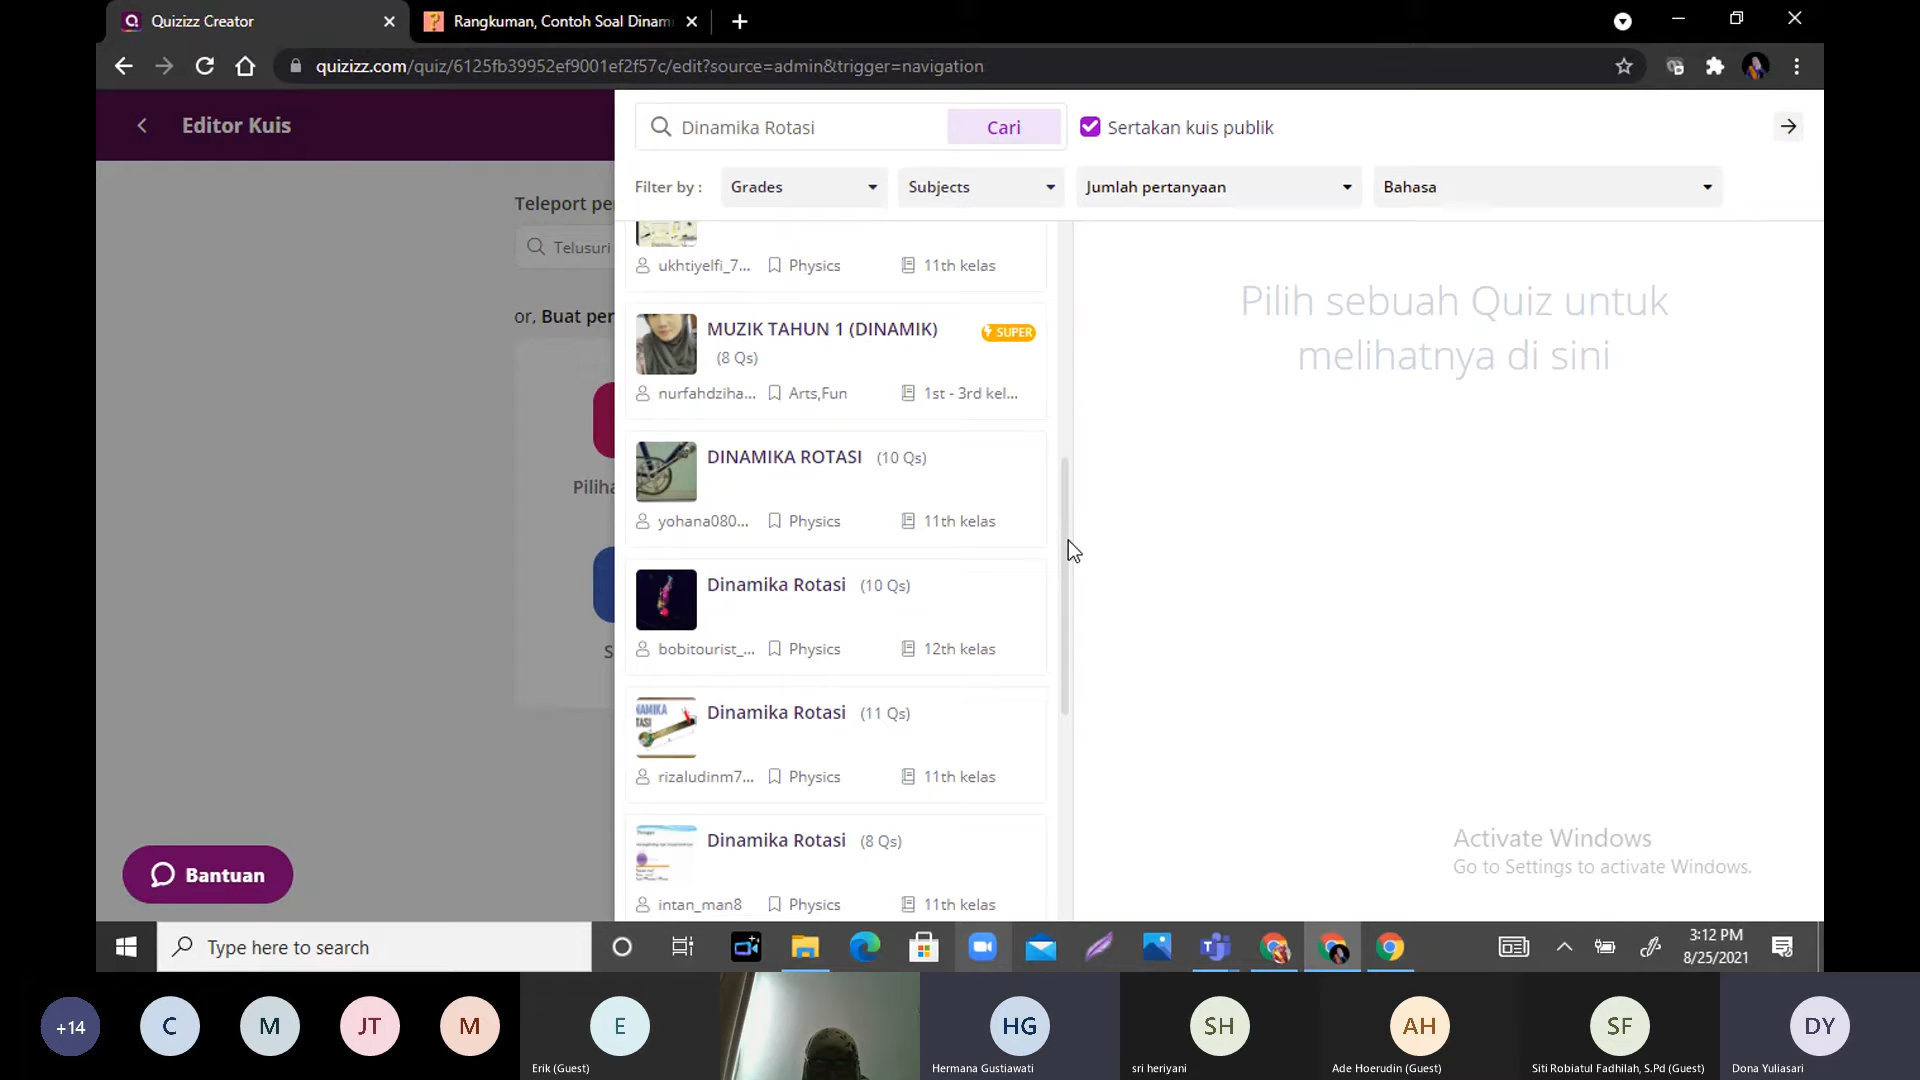 Quizizz Creator
Rangkuman, Contoh Soal Dinam
quizizz.com/quiz/6125fb39952ef9001ef2f57c/edit?source=admin&trigger=navigation
Editor Kuis
Dinamika Rotasi
Cari
Sertakan kuis publik
Filter by :
Grades
Subjects
Jumlah pertanyaan
Bahasa
Teleport pe
Telusuri
or, Buat per
Piliha
S
ukhtiyelfi_7...
Physics
11th kelas
MUZIK TAHUN 1 (DINAMIK)
SUPER
(8 Qs)
nurfahdziha...
Arts,Fun
1st - 3rd kel...
DINAMIKA ROTASI (10 Qs)
yohana080...
Physics
11th kelas
Dinamika Rotasi (10 Qs)
bobitourist_...
Physics
12th kelas
NAMIKA
TASI
Dinamika Rotasi (11 Qs)
rizaludinm7...
Physics
11th kelas
Dinamika Rotasi (8 Qs)
intan_man8
Physics
11th kelas
Pilih sebuah Quiz untuk
melihatnya di sini
Activate Windows
Go to Settings to activate Windows.
Bantuan
Type here to search
3:12 PM
8/25/2021
+14
C
M
JT
M
E
HG
SH
AH
SF
DY
Erik (Guest)
Hermana Gustiawati
sri heriyani
Ade Hoerudin (Guest)
Siti Robiatul Fadhilah, S.Pd (Guest)
Dona Yuliasari